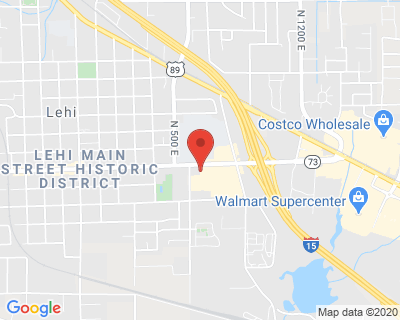 N 1200 E
89
Lehi
N 500 E
Costco Wholesale
LEHI MAIN
STREET HISTORIC
DISTRICT
73
Walmart Supercenter
15
Google
Map data ©2020